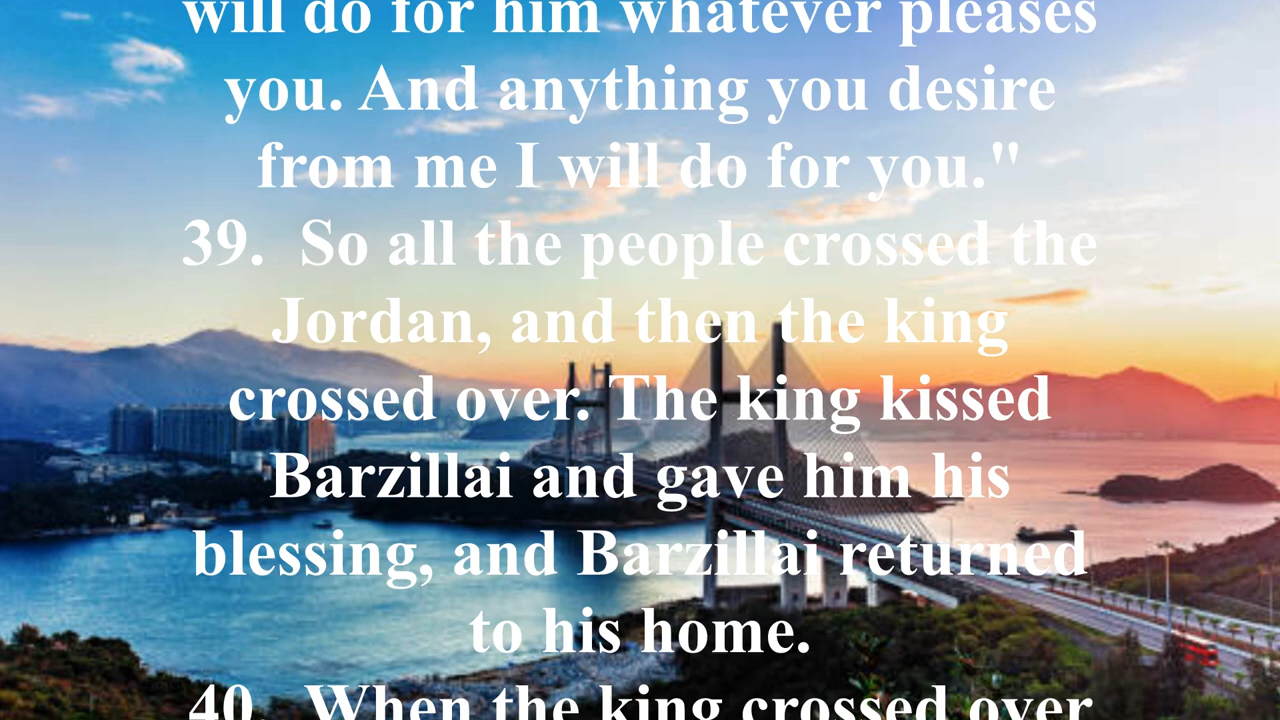 will do for him whatever pleases
you. And anything you desire
from me I will do for you."
39.  So all the people crossed the
Jordan, and then the king
crossed over. The king kissed
Barzillai and gave him his
blessing, and Barzillai returned
to his home.
40.  When the king crossed over